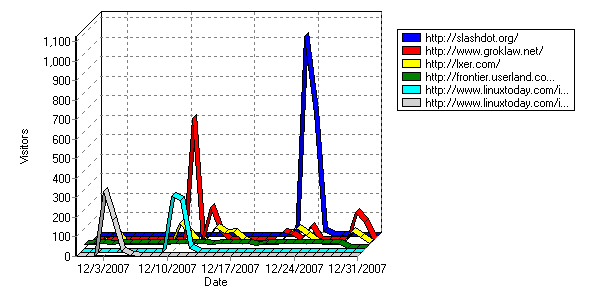 1,100
1,000
900
800
700
600
500
400
300
200
100
0
Visitors
12/3/2007 12/10/2007 12/17/2007 12/24/2007 12/31/2007
Date
http://slashdot.org/
http://www.groklaw.net/
http://lxer.com/
http://frontier.userland.co...
http://www.linuxtoday.com/i...
http://www.linuxtoday.com/i...